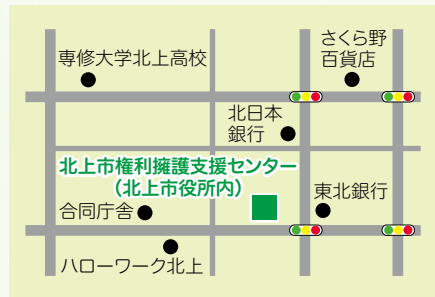 さくら野
百貨店
専修大学北上高校
北日本
銀行
北上市権利擁護支援センター
(北上市役所内)
東北銀行
合同庁舎
ハローワーク北上